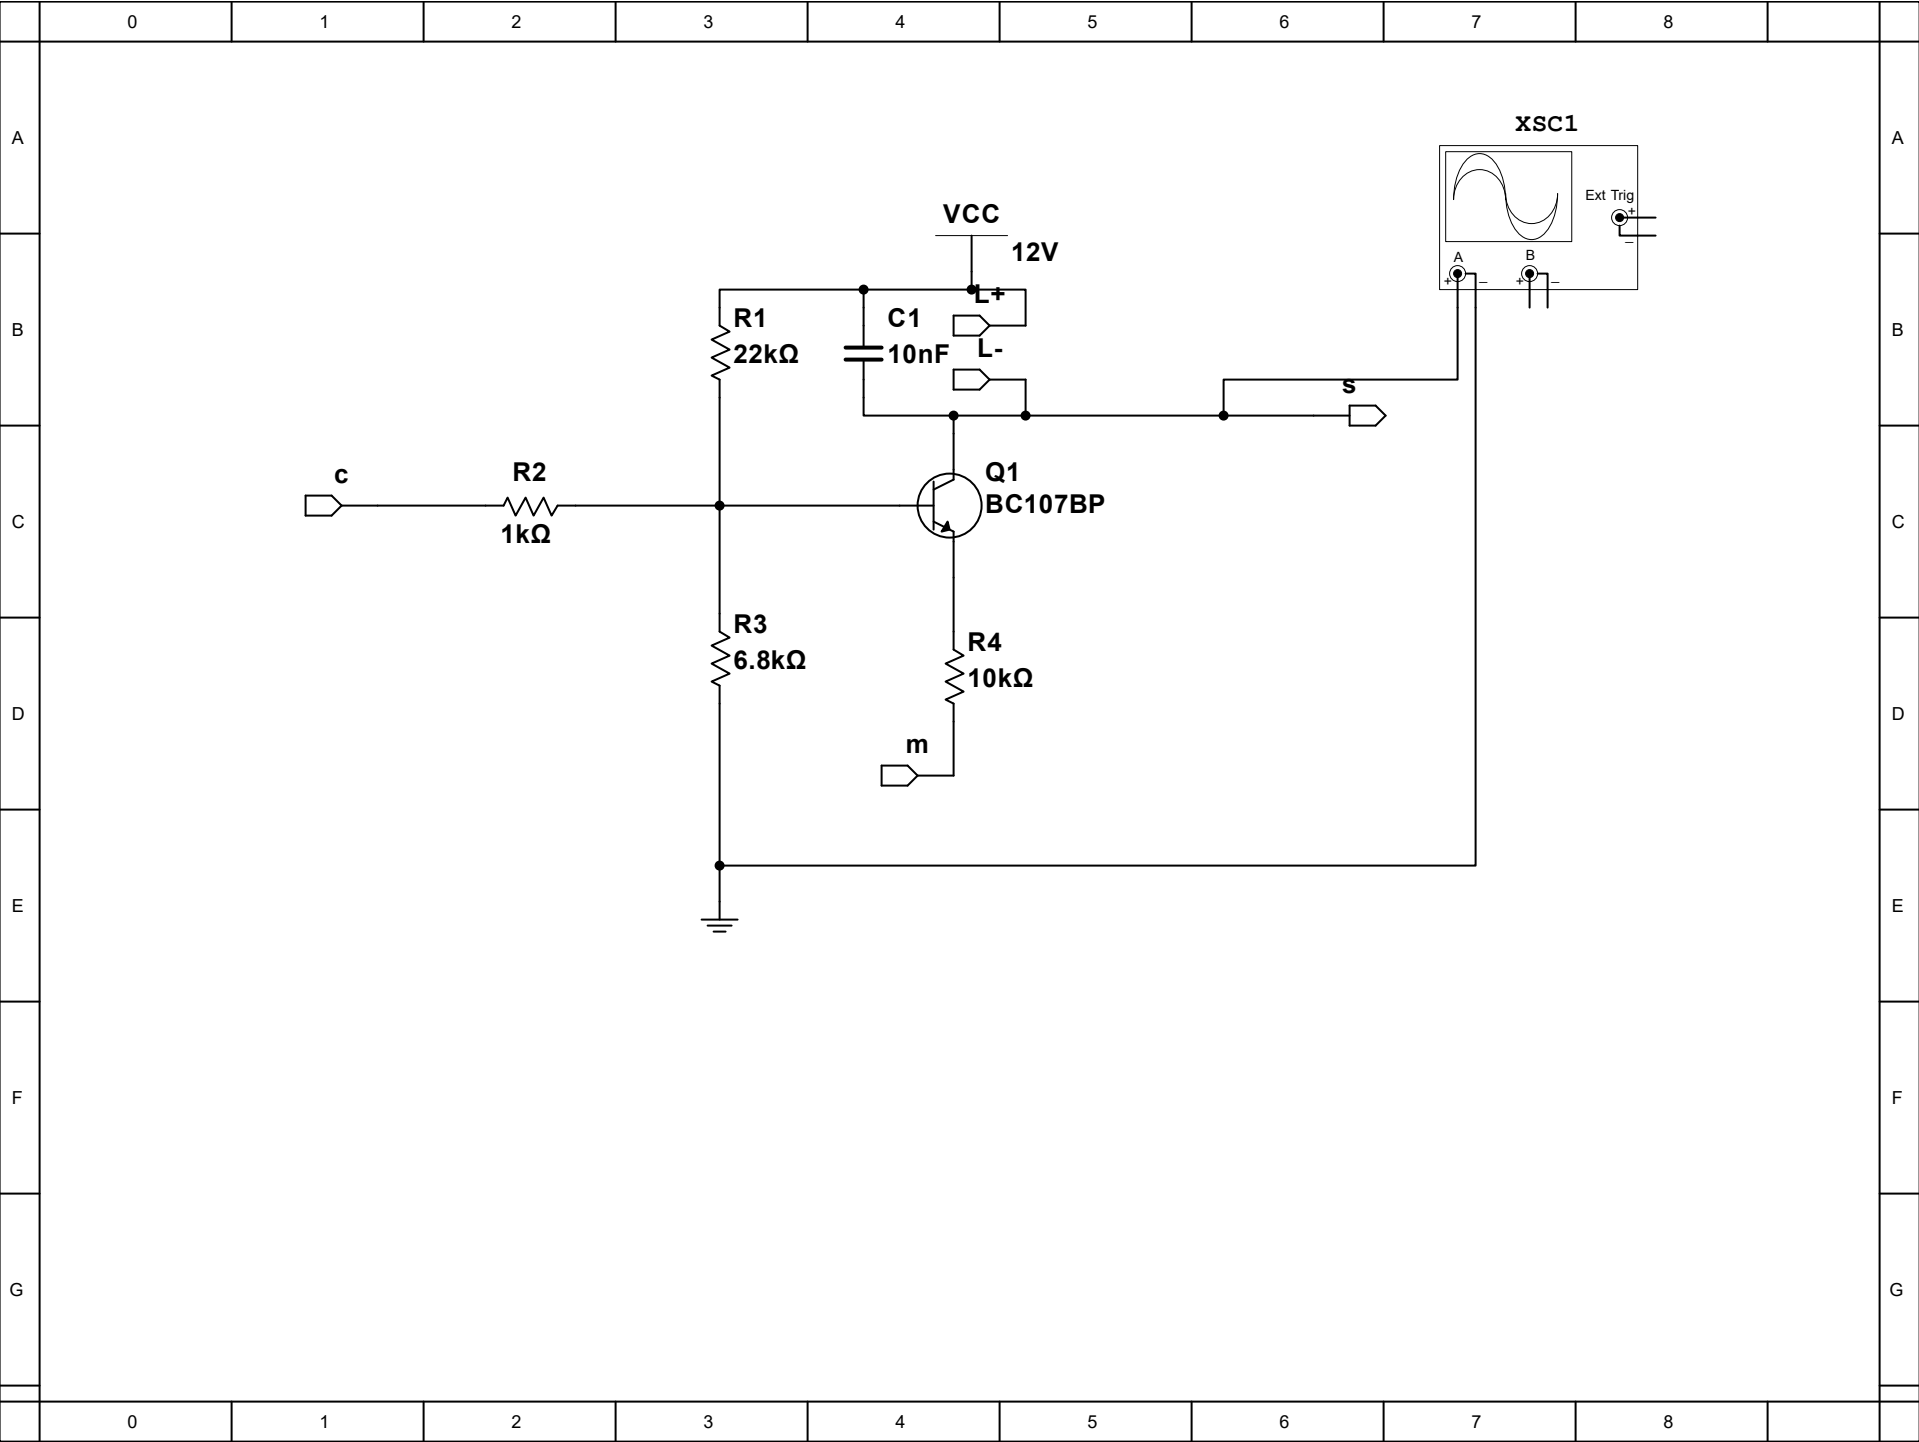 0 1 2 3 4 5 6 7 8
A A
XSC1
Ext Trig
+
_
A B
+ _ + _
VCC
12V
B B
L+
R1
22kΩ
C1
10nF
L-
s
c
R2
1kΩ
Q1
BC107BP
C C
R3
6.8kΩ
R4
10kΩ
D D
m
E E
F F
G G
0 1 2 3 4 5 6 7 8